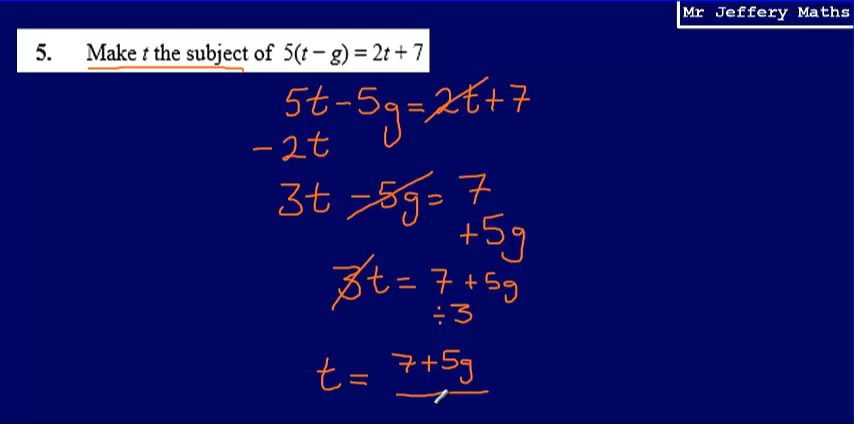 Mr Jeffery Maths
5. Make t the subject of 5(t – g) = 2t + 7
5t - 5g = 2t + 7
- 2t
3t - 5g = 7
+5g
3t = 7 + 5g
÷3
t = 7+5g